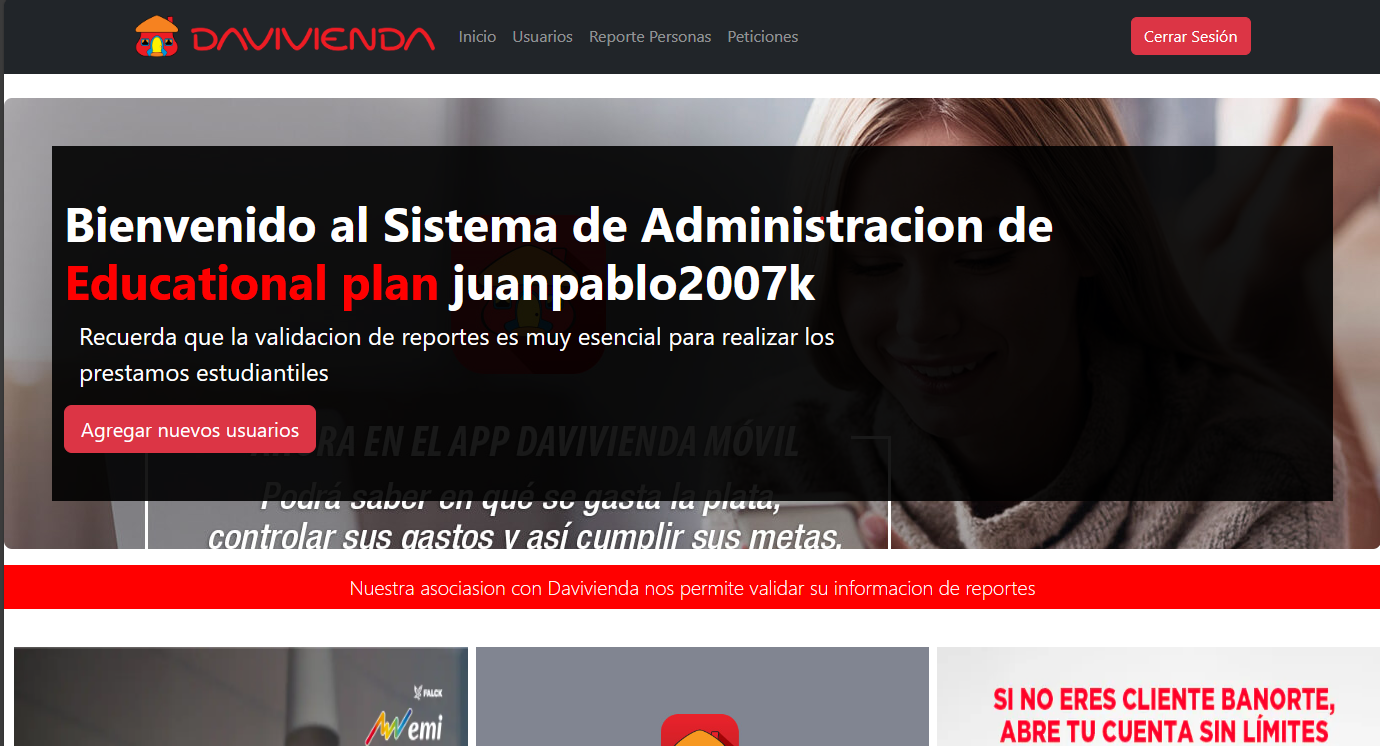 DAVIVIENDA Inicio Usuarios Reporte Personas Peticiones Cerrar Sesión
Bienvenido al Sistema de Administracion de
Educational plan juanpablo2007k
Recuerda que la validacion de reportes es muy esencial para realizar los
prestamos estudiantiles
Agregar nuevos usuarios
RA EN EL APP DAVIVIENDA MÓVIL
Podrá saber en qué se gasta la plata,
controlar sus gastos y así cumplir sus metas.
Nuestra asociasion con Davivienda nos permite validar su informacion de reportes
FALCK
emi
SI NO ERES CLIENTE BANORTE,
ABRE TU CUENTA SIN LÍMITES